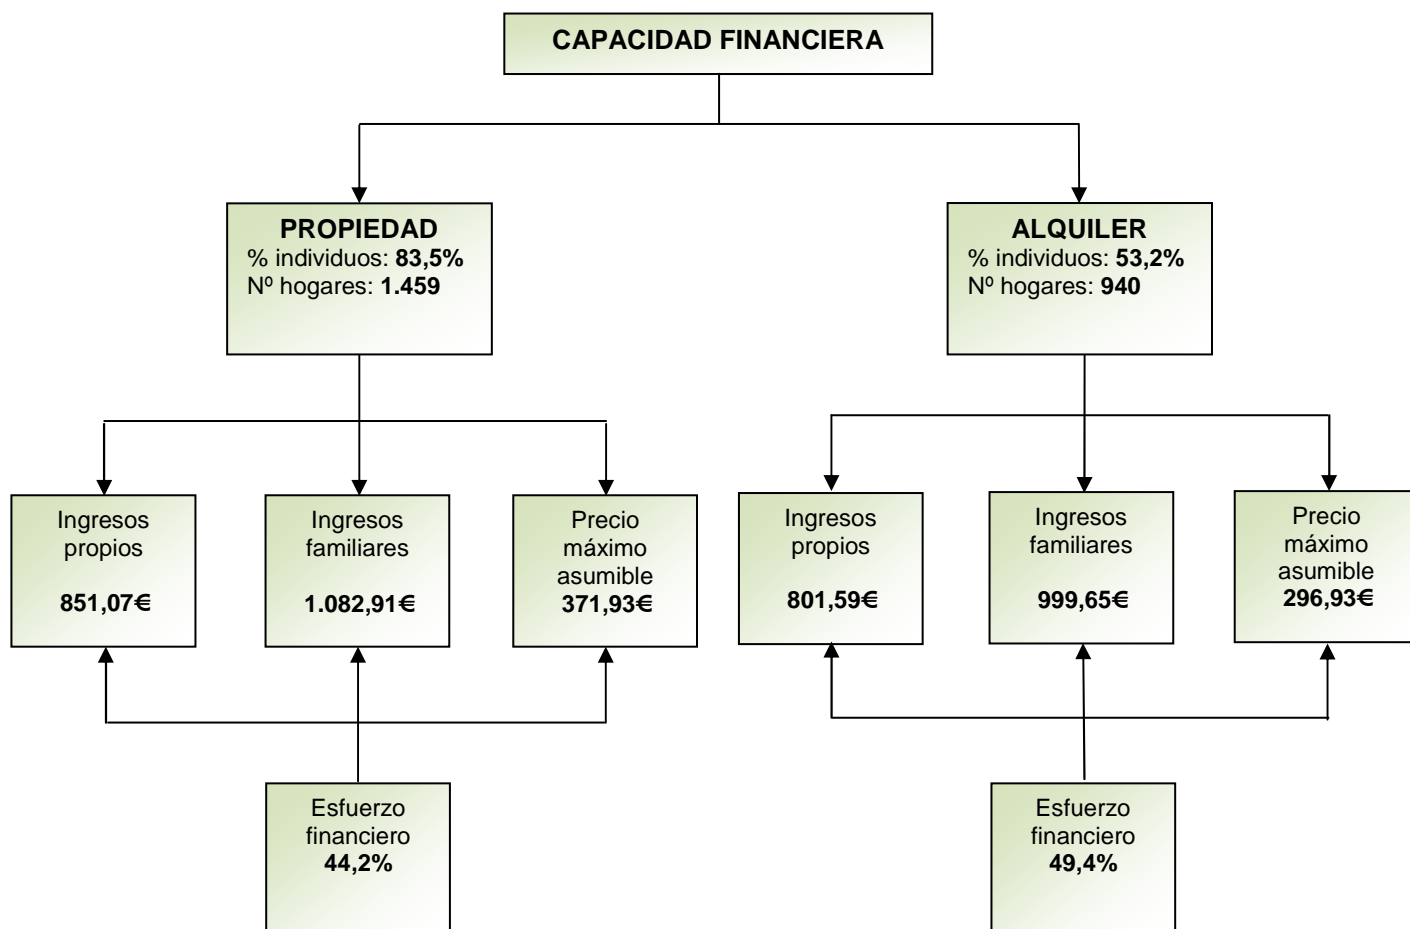 CAPACIDAD FINANCIERA
PROPIEDAD
% individuos: 83,5%
Nº hogares: 1.459
ALQUILER
% individuos: 53,2%
Nº hogares: 940
Ingresos
propios
851,07€
Ingresos
familiares
1.082,91€
Precio
máximo
asumible
371,93€
Ingresos
propios
801,59€
Ingresos
familiares
999,65€
Precio
máximo
asumible
296,93€
Esfuerzo
financiero
44,2%
Esfuerzo
financiero
49,4%